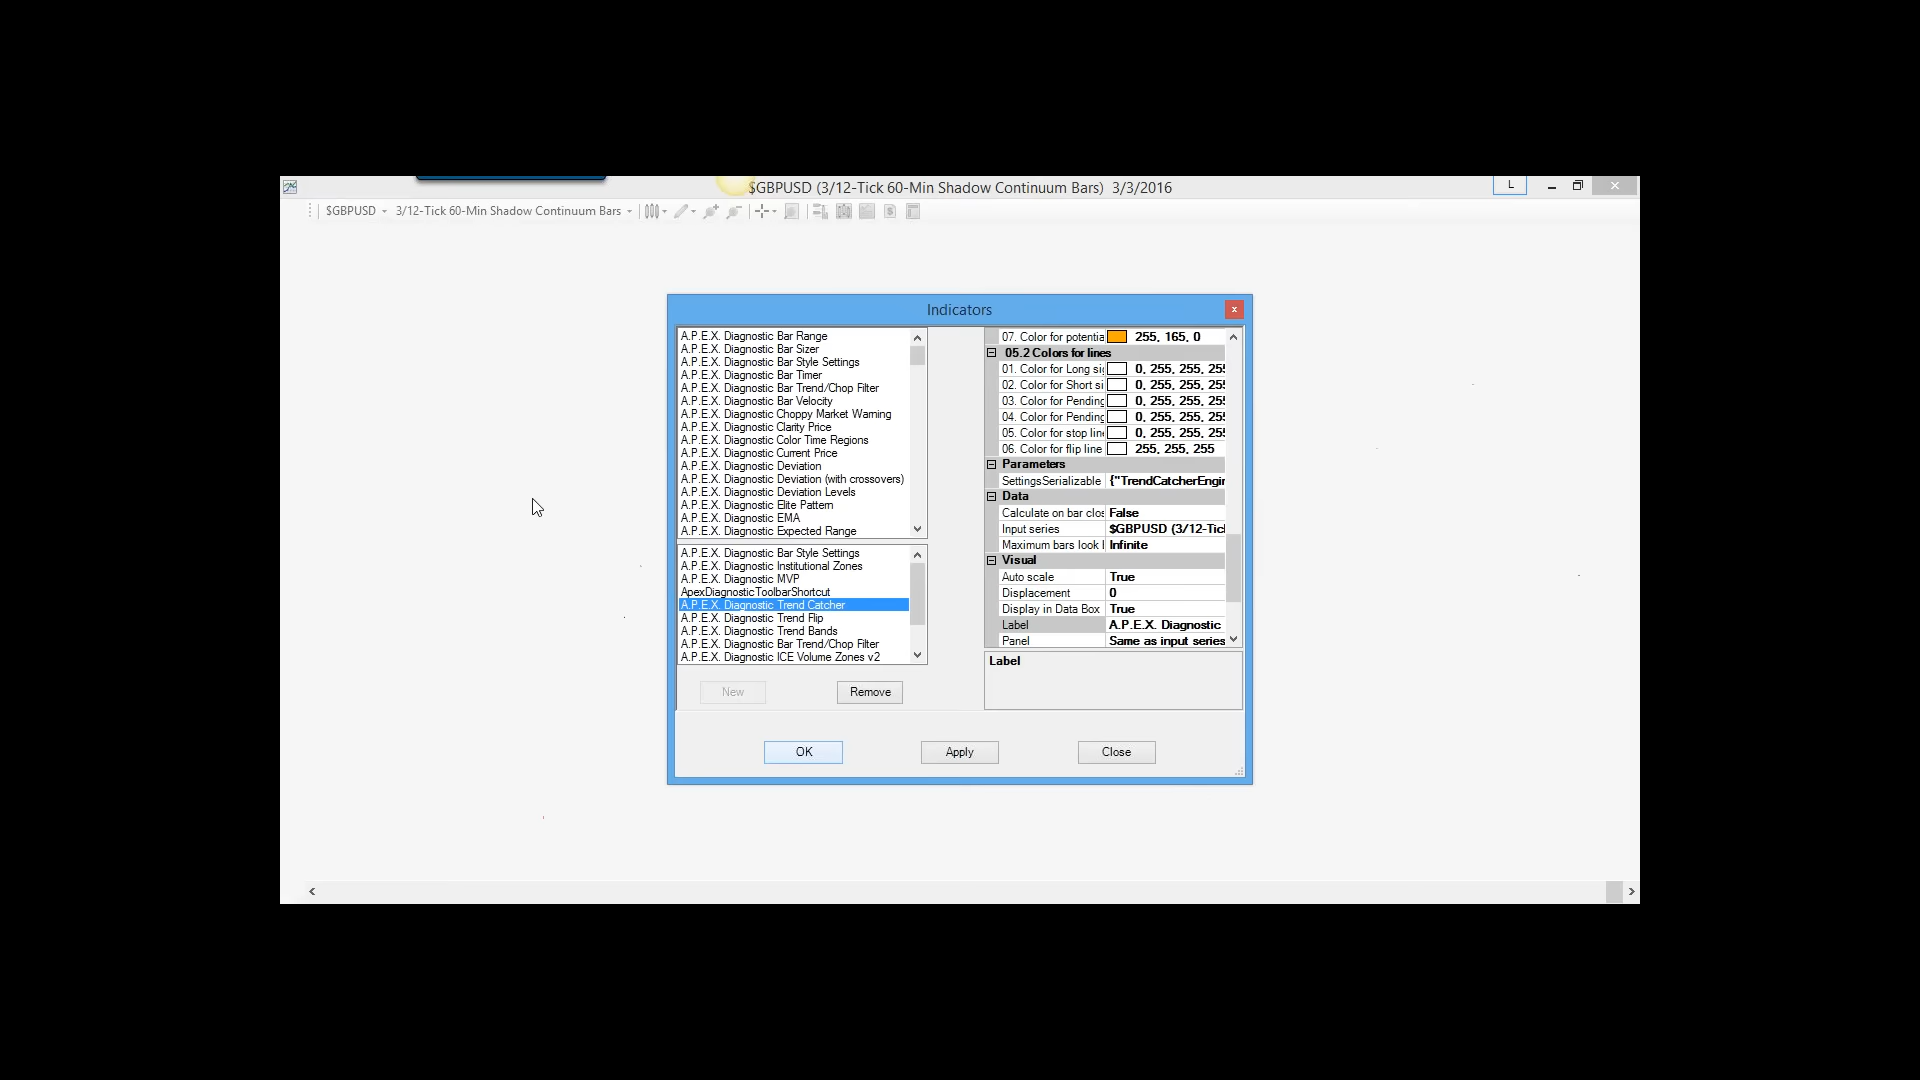 $GBPUSD (3/12-Tick 60-Min Shadow Continuum Bars) 3/3/2016
L
$GBPUSD 3/12-Tick 60-Min Shadow Continuum Bars
Indicators
A.P.E.X. Diagnostic Bar Range
A.P.E.X. Diagnostic Bar Sizer
A.P.E.X. Diagnostic Bar Style Settings
A.P.E.X. Diagnostic Bar Timer
A.P.E.X. Diagnostic Bar Trend/Chop Filter
A.P.E.X. Diagnostic Bar Velocity
A.P.E.X. Diagnostic Choppy Market Warning
A.P.E.X. Diagnostic Clarity Price
A.P.E.X. Diagnostic Color Time Regions
A.P.E.X. Diagnostic Current Price
A.P.E.X. Diagnostic Deviation
A.P.E.X. Diagnostic Deviation (with crossovers)
A.P.E.X. Diagnostic Deviation Levels
A.P.E.X. Diagnostic Elite Pattern
A.P.E.X. Diagnostic EMA
A.P.E.X. Diagnostic Expected Range
A.P.E.X. Diagnostic Bar Style Settings
A.P.E.X. Diagnostic Institutional Zones
A.P.E.X. Diagnostic MVP
ApexDiagnosticToolbarShortcut
A.P.E.X. Diagnostic Trend Catcher
A.P.E.X. Diagnostic Trend Flip
A.P.E.X. Diagnostic Trend Bands
A.P.E.X. Diagnostic Bar Trend/Chop Filter
A.P.E.X. Diagnostic ICE Volume Zones v2
New Remove
07. Color for potentia 255, 165, 0
05.2 Colors for lines
01. Color for Long si 0, 255, 255, 255
02. Color for Short si 0, 255, 255, 255
03. Color for Pending 0, 255, 255, 255
04. Color for Pending 0, 255, 255, 255
05. Color for stop line 0, 255, 255, 255
06. Color for flip line 255, 255, 255
Parameters
SettingsSerializable {"TrendCatcherEngin
Data
Calculate on bar clos False
Input series $GBPUSD (3/12-Tick
Maximum bars look Infinite
Visual
Auto scale True
Displacement 0
Display in Data Box True
Label A.P.E.X. Diagnostic
Panel Same as input series
Label
OK Apply Close